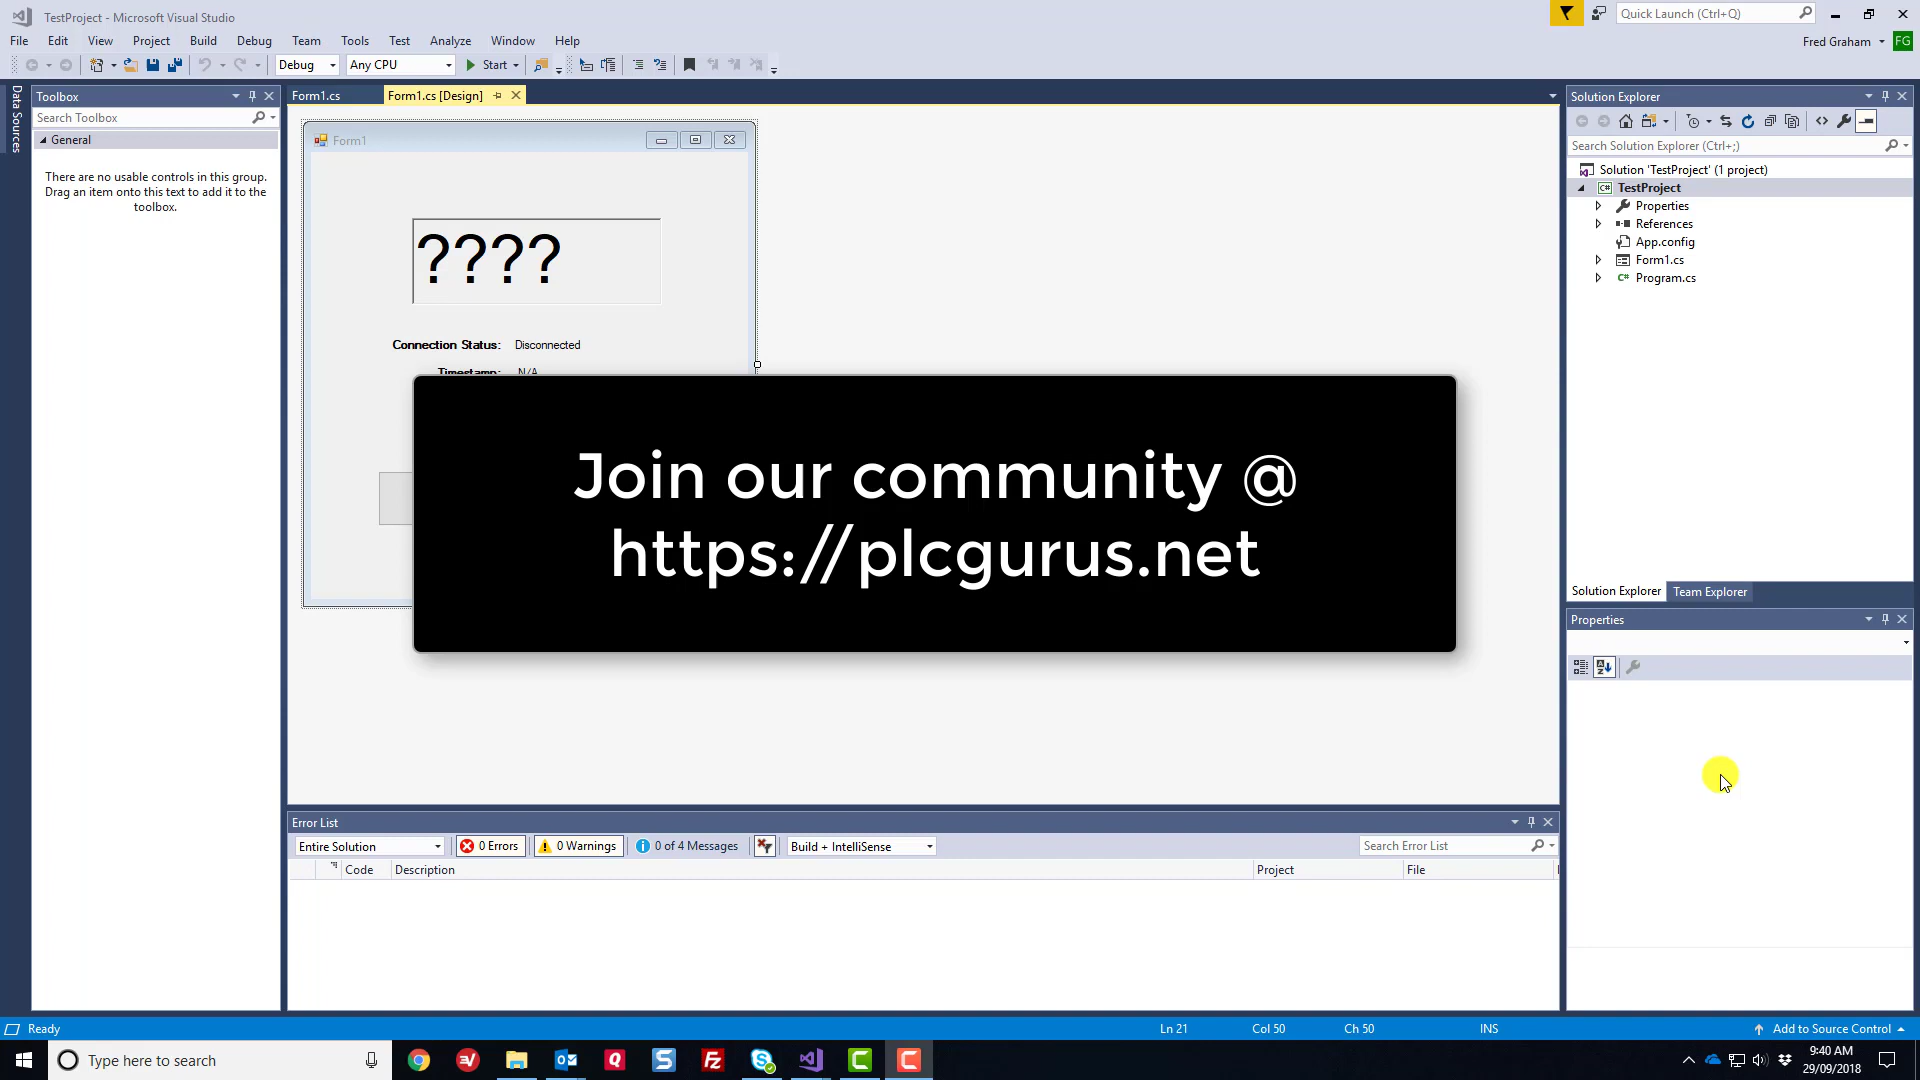 TestProject - Microsoft Visual Studio
Quick Launch (Ctrl+Q)
File Edit View Project Build Debug Team Tools Test Analyze Window Help
Fred Graham FG
Debug Any CPU Start
Data Sources
Toolbox
Search Toolbox
General
There are no usable controls in this group.
Drag an item onto this text to add it to the
toolbox.
Form1.cs Form1.cs [Design]
Form1
????
Connection Status: Disconnected
Timestamp: N/A
Join our community @
https://plcgurus.net
Solution Explorer
Search Solution Explorer (Ctrl+;)
Solution 'TestProject' (1 project)
TestProject
Properties
References
App.config
Form1.cs
Program.cs
Solution Explorer Team Explorer
Properties
Error List
Entire Solution 0 Errors 0 Warnings 0 of 4 Messages Build + IntelliSense Search Error List
Code Description Project File
Ready Ln 21 Col 50 Ch 50 INS Add to Source Control
Type here to search
9:40 AM
29/09/2018